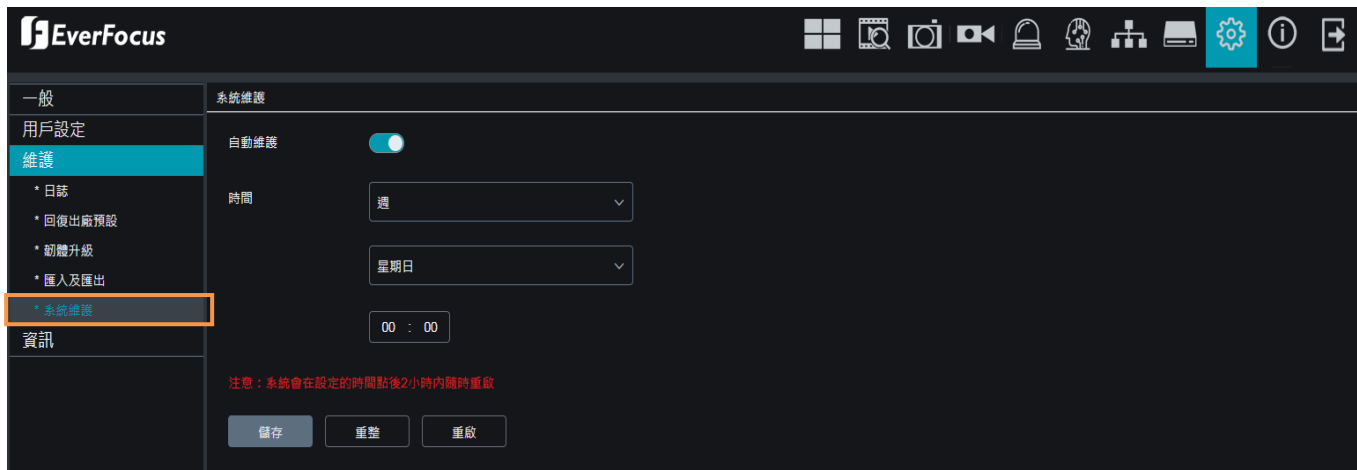 EverFocus
一般
用戶設定
維護
* 日誌
* 回復出廠預設
* 韌體升級
* 匯入及匯出
* 系統維護
資訊
系統維護
自動維護
時間
週
星期日
00 : 00
注意：系統會在設定的時間點後2小時內隨時重啟
儲存
重整
重啟